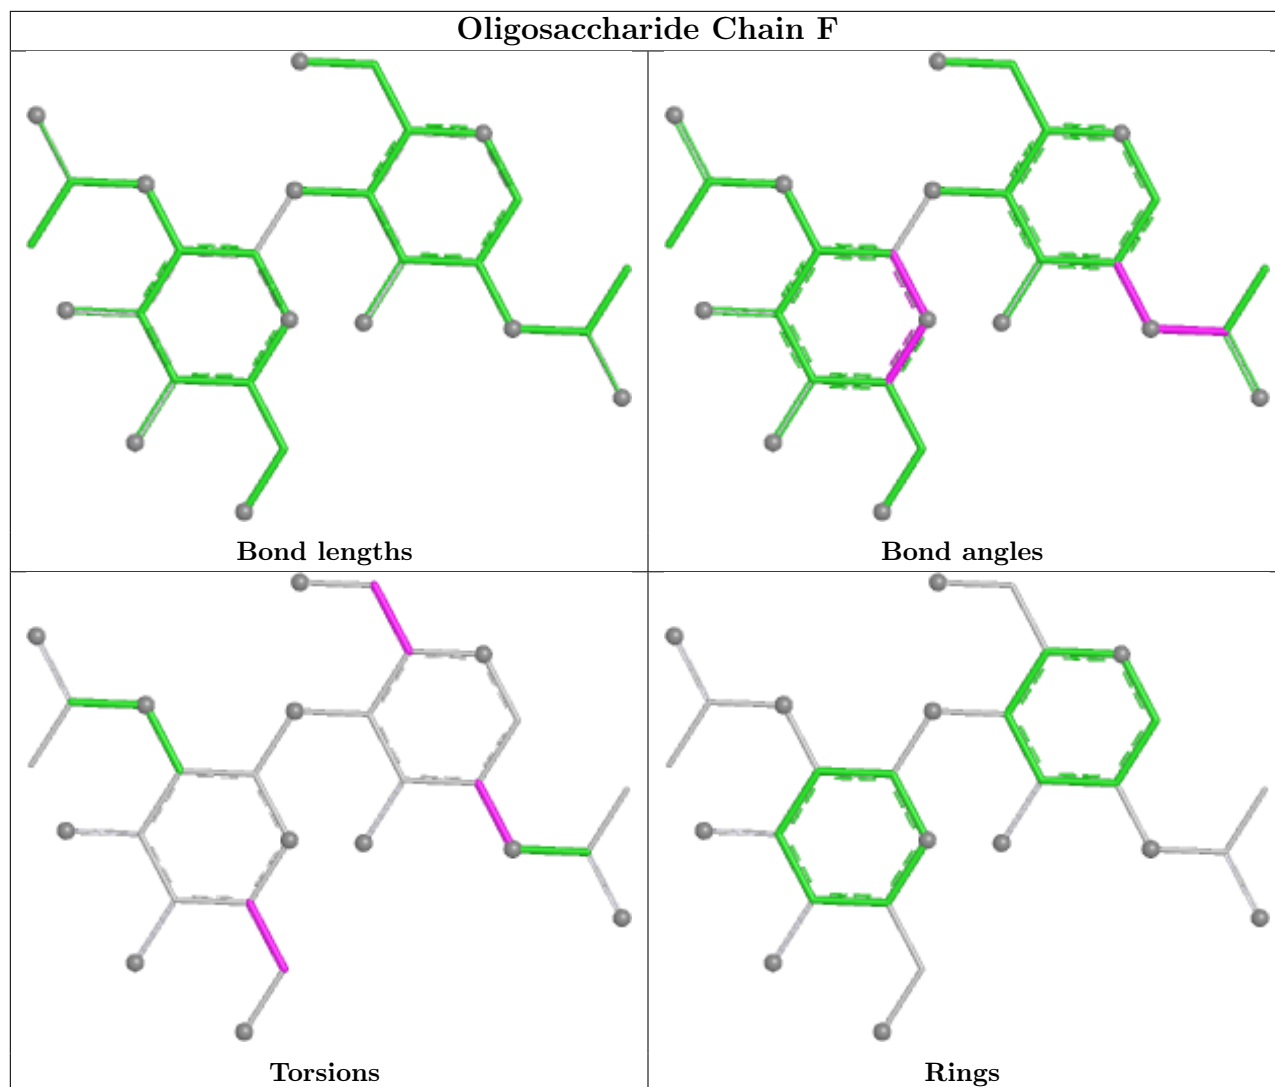 Oligosaccharide Chain F
Bond lengths
Bond angles
Torsions
Rings